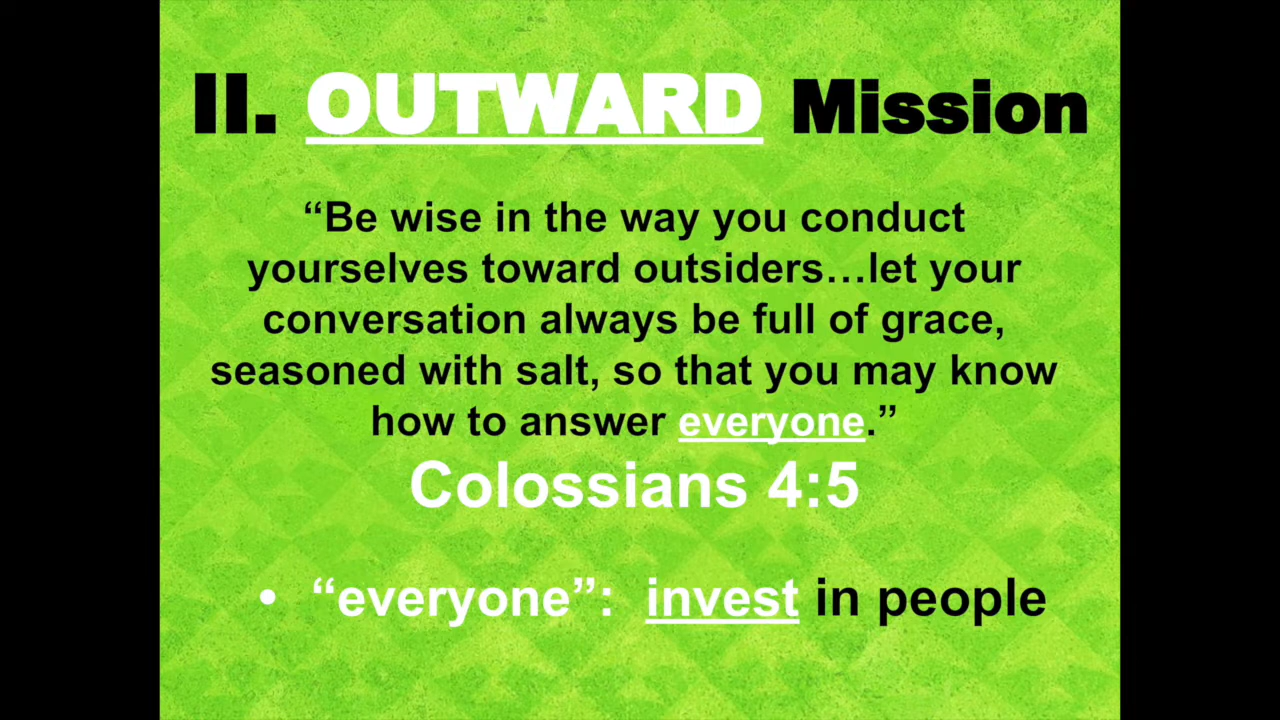 II. OUTWARD Mission
“Be wise in the way you conduct
yourselves toward outsiders…let your
conversation always be full of grace,
seasoned with salt, so that you may know
how to answer everyone.”
Colossians 4:5
• “everyone”: invest in people